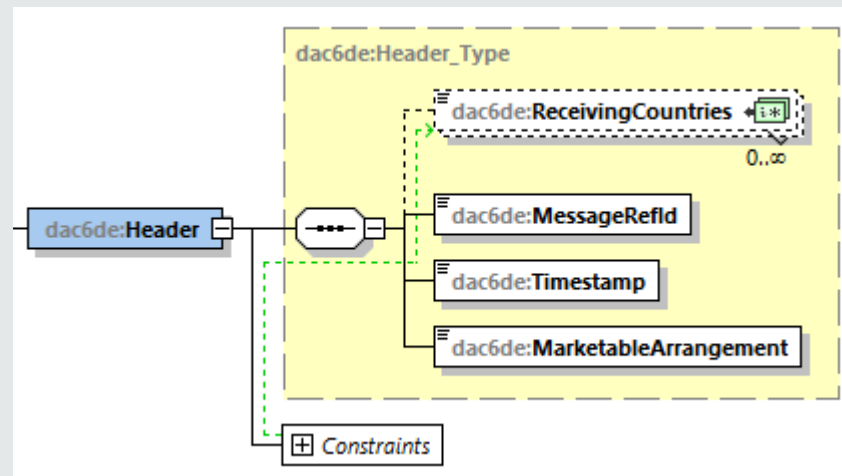 dac6de:Header_Type
dac6de:ReceivingCountries
0..∞
dac6de:Header
dac6de:MessageRefId
dac6de:Timestamp
dac6de:MarketableArrangement
Constraints